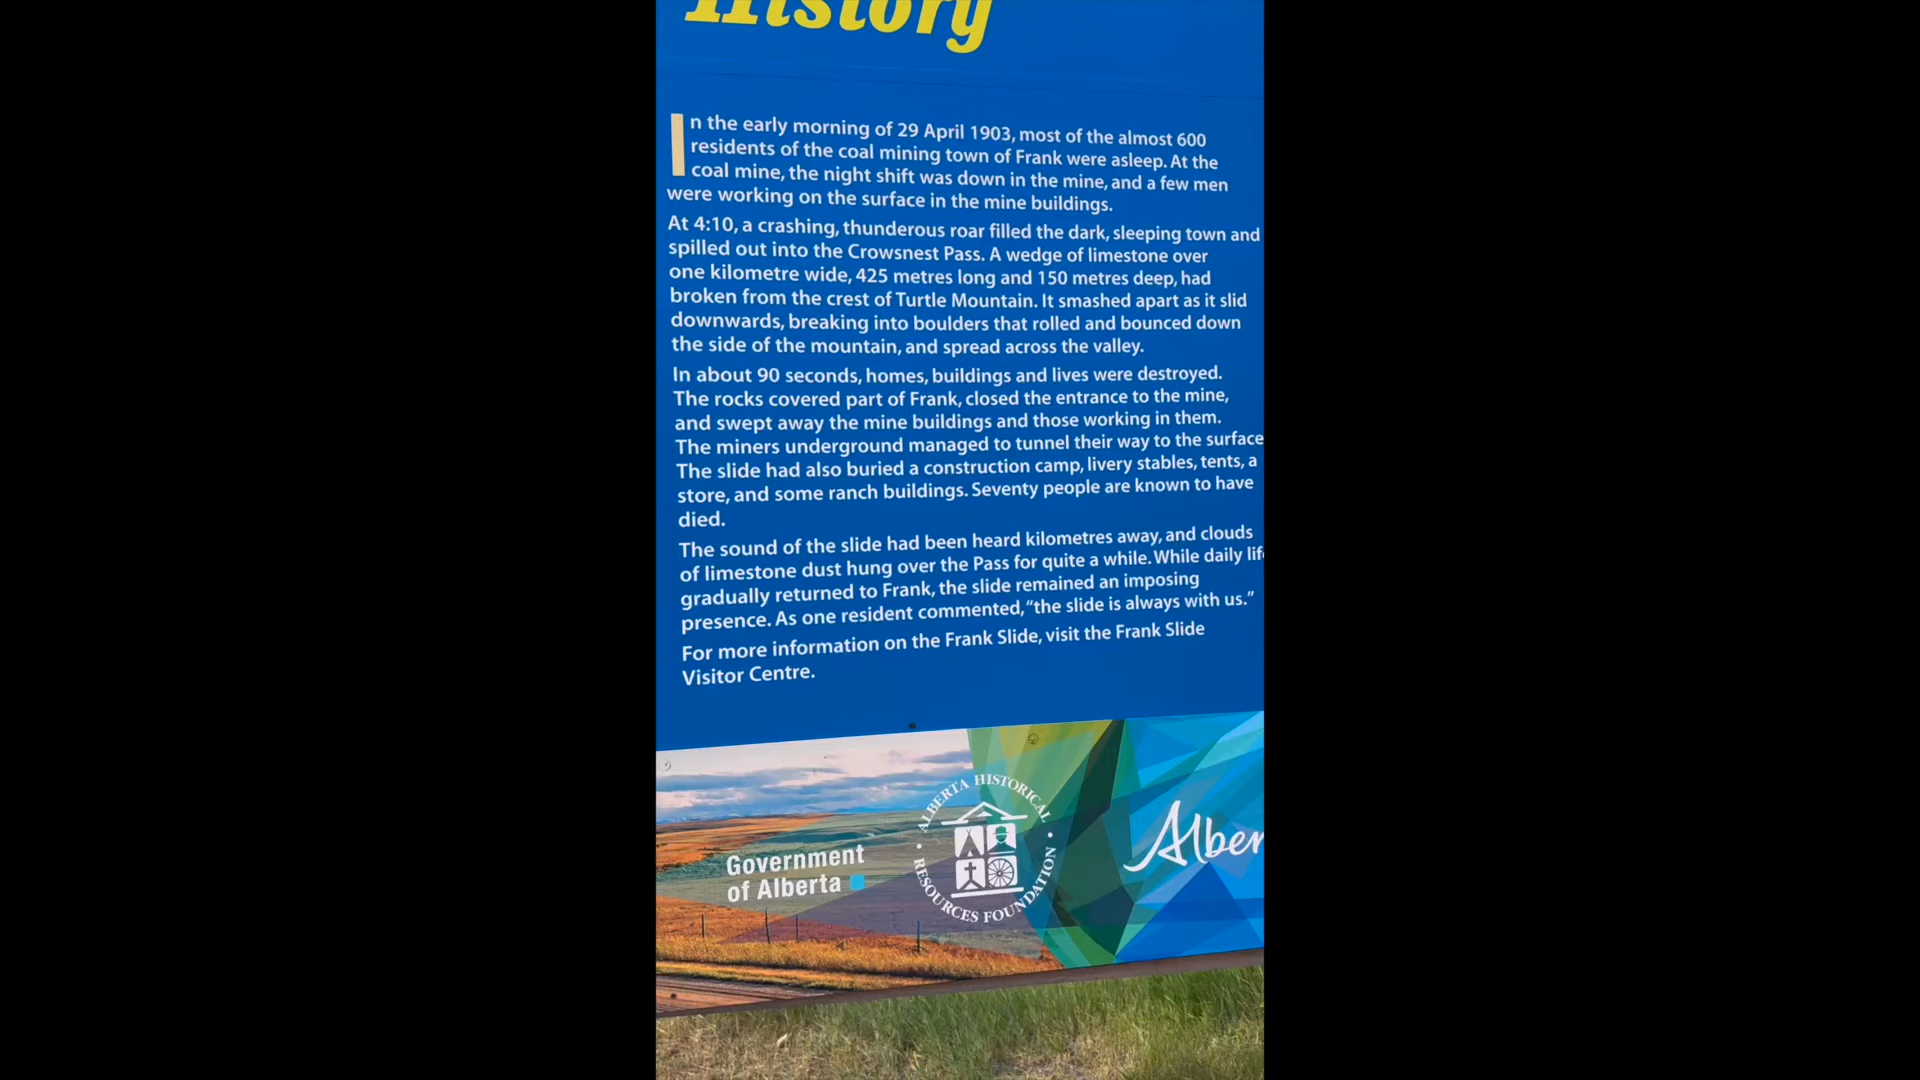 History
In the early morning of 29 April 1903, most of the almost 600
residents of the coal mining town of Frank were asleep. At the
coal mine, the night shift was down in the mine, and a few men
were working on the surface in the mine buildings.
At 4:10, a crashing, thunderous roar filled the dark, sleeping town and
spilled out into the Crowsnest Pass. A wedge of limestone over
one kilometre wide, 425 metres long and 150 metres deep, had
broken from the crest of Turtle Mountain. It smashed apart as it slid
downwards, breaking into boulders that rolled and bounced down
the side of the mountain, and spread across the valley.
In about 90 seconds, homes, buildings and lives were destroyed.
The rocks covered part of Frank, closed the entrance to the mine,
and swept away the mine buildings and those working in them.
The miners underground managed to tunnel their way to the surface
The slide had also buried a construction camp, livery stables, tents, a
store, and some ranch buildings. Seventy people are known to have
died.
The sound of the slide had been heard kilometres away, and clouds
of limestone dust hung over the Pass for quite a while. While daily lif
gradually returned to Frank, the slide remained an imposing
presence. As one resident commented, “the slide is always with us.”
For more information on the Frank Slide, visit the Frank Slide
Visitor Centre.
Government
of Alberta
ALBERTA HISTORICAL
RESOURCES FOUNDATION
Alber